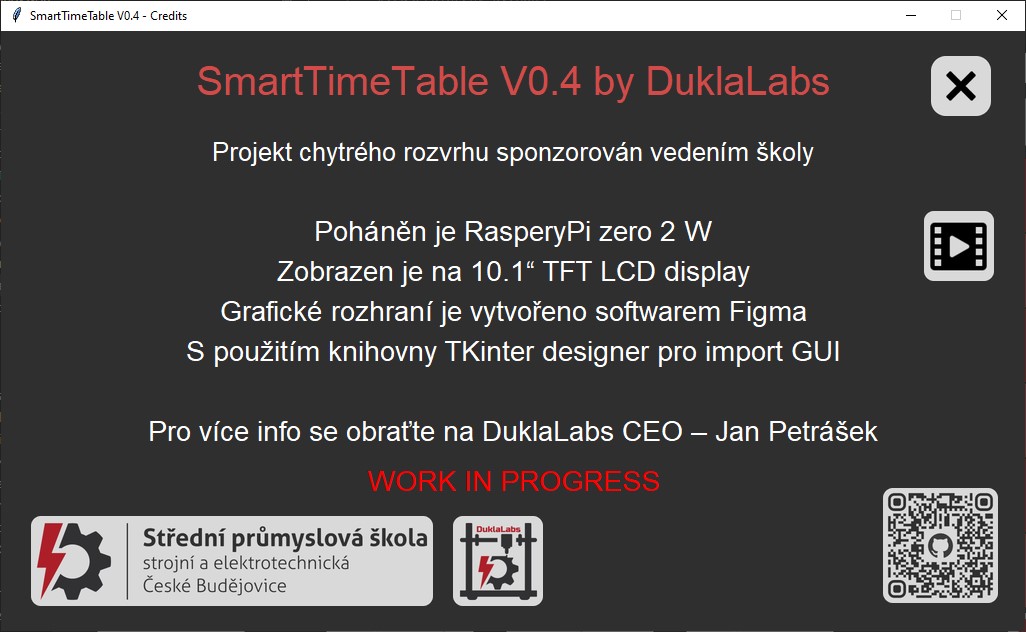 SmartTimeTable V0.4 - Credits
SmartTimeTable V0.4 by DuklaLabs
Projekt chytrého rozvrhu sponzorován vedením školy
Poháněn je RasperyPi zero 2 W
Zobrazen je na 10.1“ TFT LCD display
Grafické rozhraní je vytvořeno softwarem Figma
S použitím knihovny TKinter designer pro import GUI
Pro více info se obraťte na DuklaLabs CEO – Jan Petrášek
WORK IN PROGRESS
Střední průmyslová škola
strojní a elektrotechnická
České Budějovice
DuklaLabs